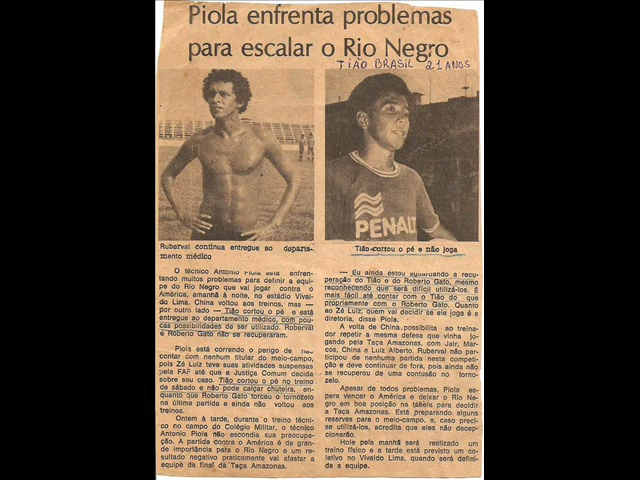 Piola enfrenta problemas
para escalar o Rio Negro
TIÃO BRASIL 21 ANOS
PENALT
Ruberval continua entregue ao departa-
mento médico
Tião cortou o pé e não joga
O técnico Antonio Piola está enfren-
tando muitos problemas para definir a equi-
pe do Rio Negro que vai jogar contra o
América, amanhã à noite, no estádio Vival-
do Lima. China voltou aos treinos, mas —
por outro lado — Tião cortou o pé e está
entregue ao departamento médico, com pou-
cas possibilidades de ser utilizado. Ruberval
e Roberto Gato não se recuperaram.
Piola está correndo o perigo de não
contar com nenhum titular do meio-campo,
pois Zé Luiz teve suas atividades suspensas
pela FAF até que a Justiça Comum decida
sobre seu caso. Tião cortou o pé no treino
de sábado e não pode calçar chuteira, en-
quanto que Roberto Gato torceu o tornozelo
na última partida e ainda não voltou aos
treinos.
Ontem à tarde, durante o treino técni-
co no campo do Colégio Militar, o técnico
Antonio Piola não escondia sua preocupa-
ção. A partida contra o América é de gran-
de importância para o Rio Negro e um re-
sultado negativo praticamente vai afastar a
equipe da final da Taça Amazonas.
— Eu ainda estou aguardando a recu-
peração do Tião e do Roberto Gato, mesmo
reconhecendo que será difícil utilizá-los. É
mais fácil até contar com o Tião do que
propriamente com o Roberto Gato. Quanto
ao Zé Luiz, quem vai decidir se ele joga é a
diretoria, disse Piola.
A volta de China possibilita ao treina-
dor repetir a mesma defesa que vinha jo-
gando pela Taça Amazonas, com Jair, Mar-
cos, China e Luiz Alberto. Ruberval não par-
ticipou de nenhuma partida nesta competi-
ção e deve continuar de fora, pois ainda não
se recuperou de uma contusão no torno-
zelo.
Apesar de todos problemas, Piola es-
pera vencer o América e deixar o Rio Ne-
gro em boa posição na tabela para decidir
a Taça Amazonas. Está preparando alguns
reservas para o meio-campo, e, caso preci-
se utilizá-los, acredita que eles não decep-
cionarão.
Hoje pela manhã será realizado um
treino físico e a tarde está previsto um co-
letivo no Vivaldo Lima, quando será defini-
da a equipe.